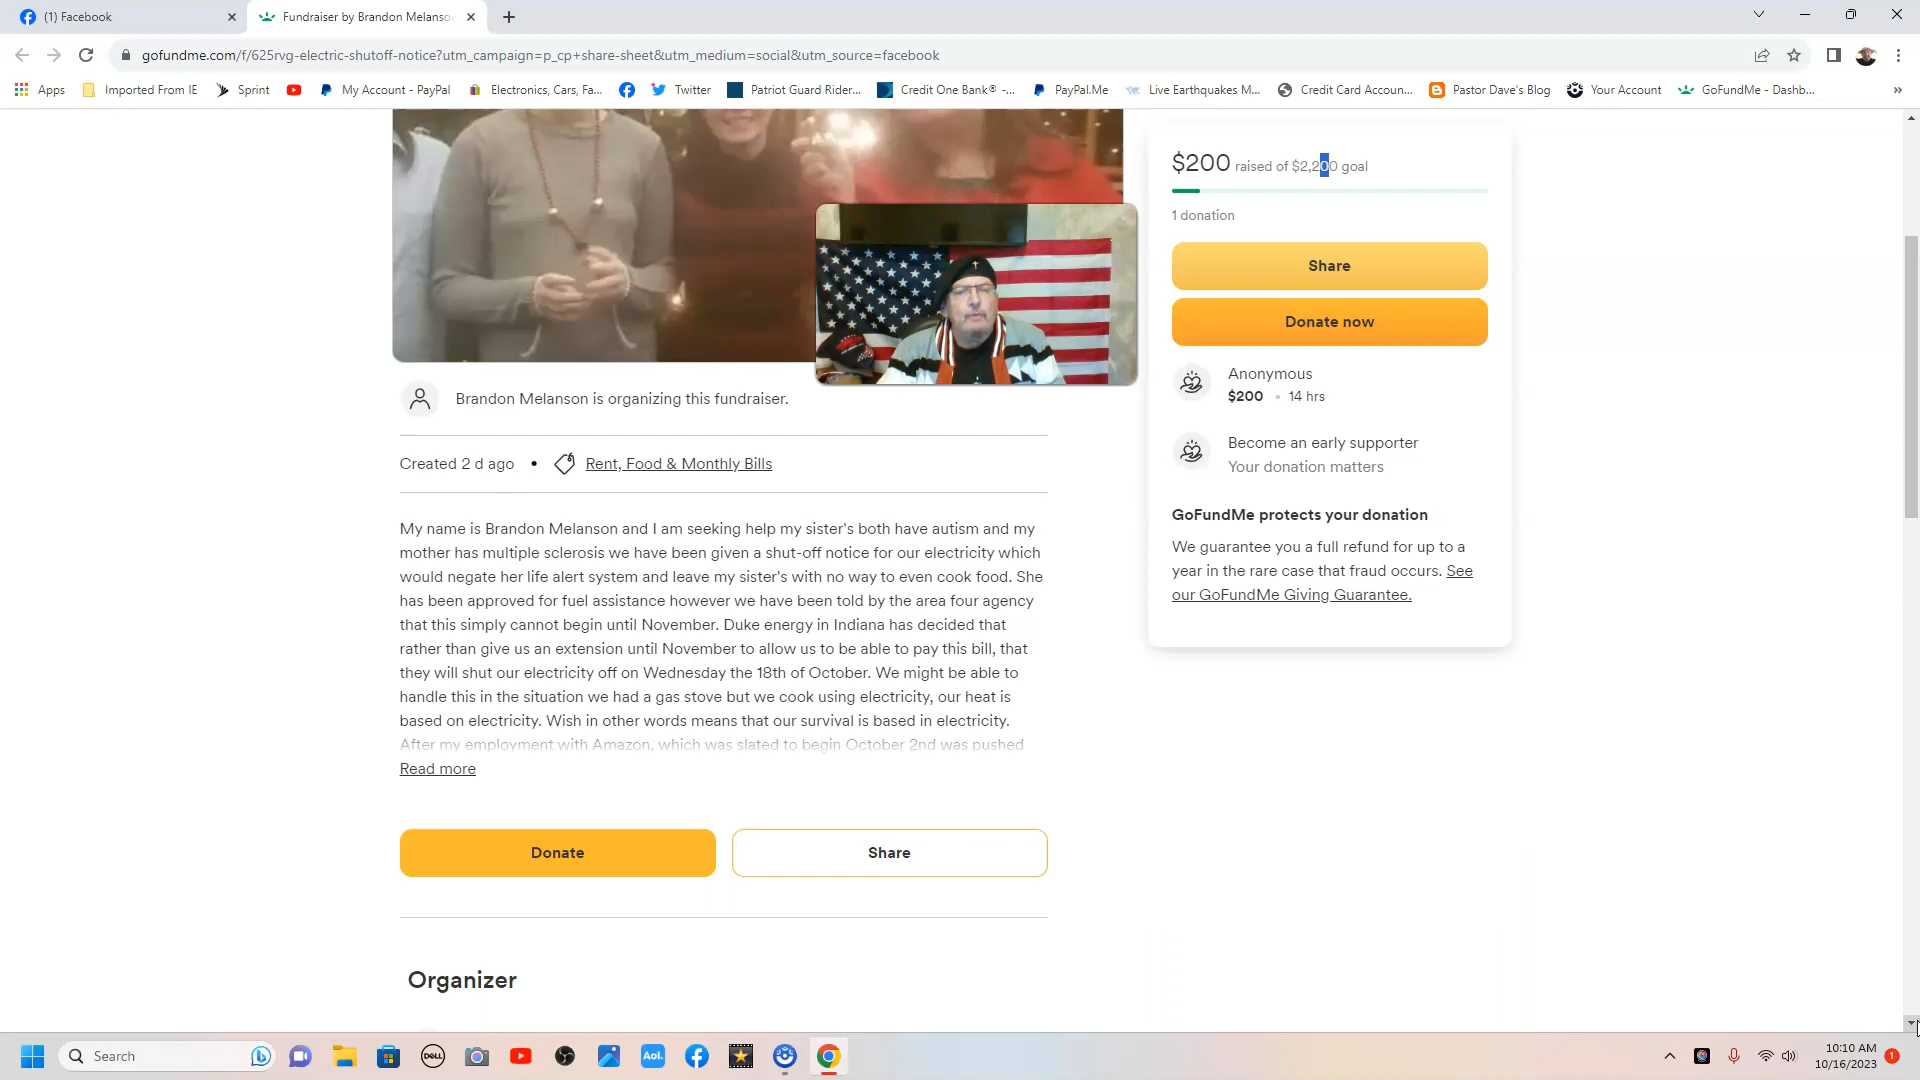 (1) Facebook
Fundraiser by Brandon Melanso
gofundme.com/f/625rvg-electric-shutoff-notice?utm_campaign=p_cp+share-sheet&utm_medium=social&utm_source=facebook
Apps
Imported From IE
Sprint
My Account - PayPal
Electronics, Cars, Fa...
Twitter
Patriot Guard Rider...
Credit One Bank® -...
PayPal.Me
Live Earthquakes M...
Credit Card Accoun...
Pastor Dave's Blog
Your Account
GoFundMe - Dashb...
»
$200 raised of $2,200 goal
1 donation
Share
Donate now
Anonymous
$200 • 14 hrs
Become an early supporter
Your donation matters
GoFundMe protects your donation
We guarantee you a full refund for up to a
year in the rare case that fraud occurs. See
our GoFundMe Giving Guarantee.
Brandon Melanson is organizing this fundraiser.
Created 2 d ago • Rent, Food & Monthly Bills
My name is Brandon Melanson and I am seeking help my sister's both have autism and my
mother has multiple sclerosis we have been given a shut-off notice for our electricity which
would negate her life alert system and leave my sister's with no way to even cook food. She
has been approved for fuel assistance however we have been told by the area four agency
that this simply cannot begin until November. Duke energy in Indiana has decided that
rather than give us an extension until November to allow us to be able to pay this bill, that
they will shut our electricity off on Wednesday the 18th of October. We might be able to
handle this in the situation we had a gas stove but we cook using electricity, our heat is
based on electricity. Wish in other words means that our survival is based in electricity.
After my employment with Amazon, which was slated to begin October 2nd was pushed
Read more
Donate
Share
Organizer
Search
DELL
Aol.
10:10 AM
10/16/2023
1